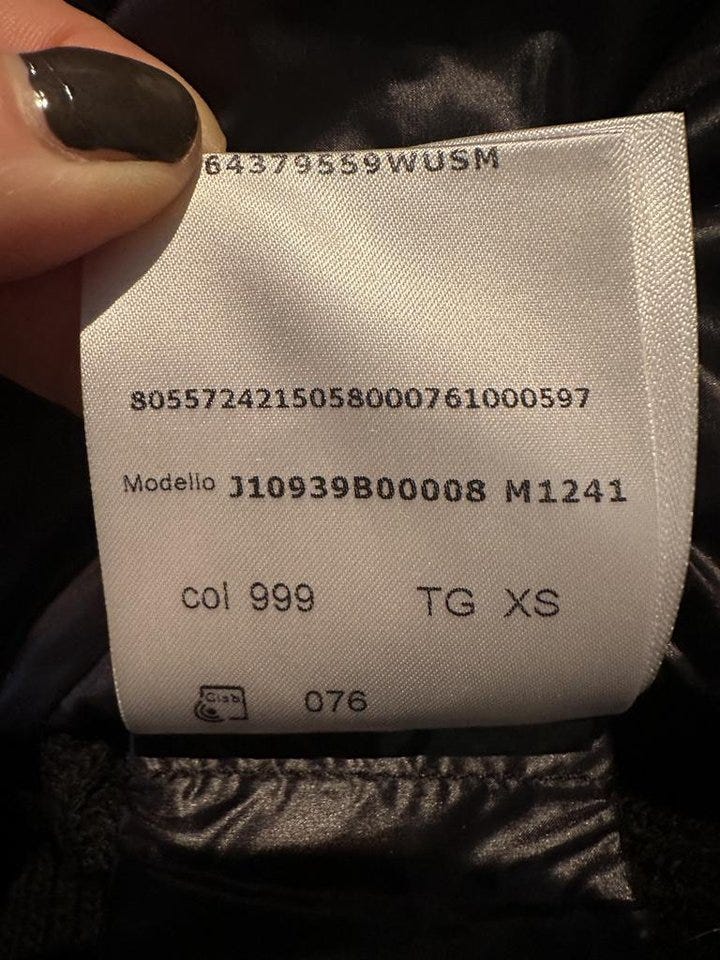 64379559WUSM
8055724215058000761000597
Modello J10939B00008 M1241
col 999 TG XS
076